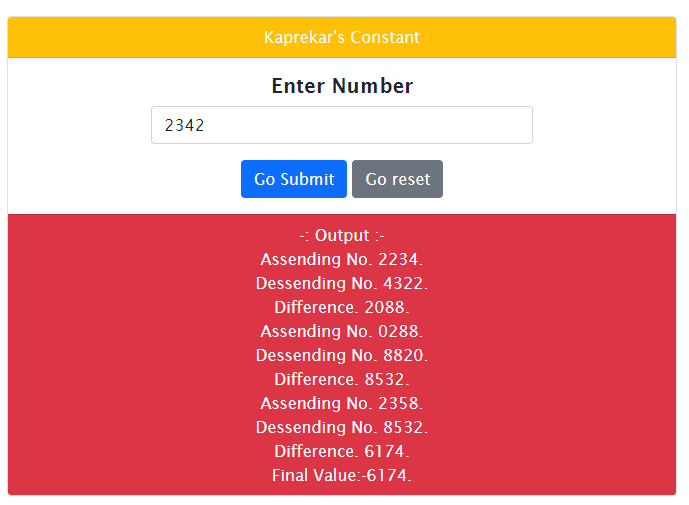 Kaprekar's Constant
Enter Number
2342
Go Submit Go reset
-: Output :-
Assending No. 2234.
Dessending No. 4322.
Difference. 2088.
Assending No. 0288.
Dessending No. 8820.
Difference. 8532.
Assending No. 2358.
Dessending No. 8532.
Difference. 6174.
Final Value:-6174.